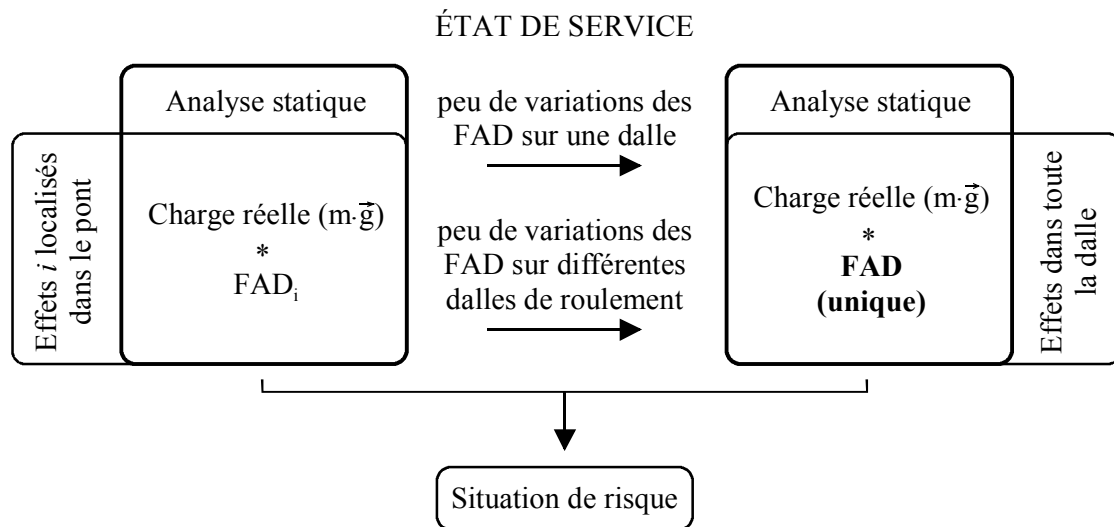 ÉTAT DE SERVICE
Effets i localisés
dans le pont
Analyse statique
Charge réelle (m·g⃗)
*
FADᵢ
peu de variations des
FAD sur une dalle
peu de variations des
FAD sur différentes
dalles de roulement
Analyse statique
Charge réelle (m·g⃗)
*
FAD
(unique)
Effets dans toute
la dalle
Situation de risque